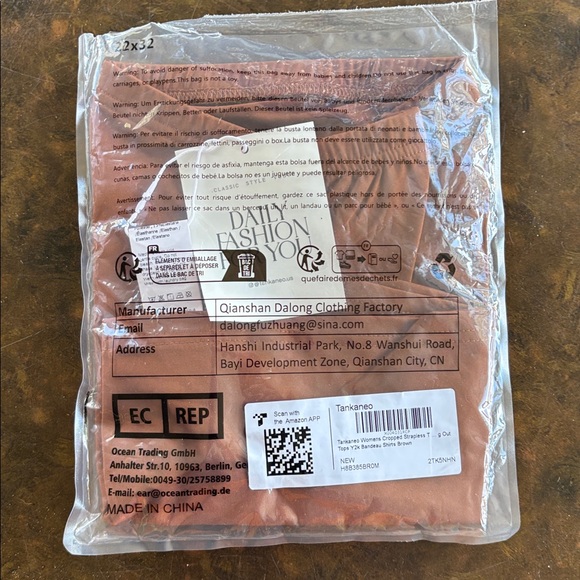 22x32
Warning: To avoid danger of suffocation, keep this bag away from babies and children. Do not use this bag in
carriages, or playpens. This bag is not a toy.
Warnung: Um Erstickungsgefahr zu vermeiden, bitte diesen Beutel von Babys und Kindern fernhalten.
Beutel nicht in Krippen, Betten oder Laufställen. Dieser Beutel ist kein Spielzeug.
Warning: Per evitare il rischio di soffocamento, tenere la busta lontano dalla portata di neonati e bambini
busta in prossimità di carrozzine, lettini, passeggini o box. La busta non deve essere utilizzata come giocattolo
Advertencia: Para evitar el riesgo de asfixia, mantenga esta bolsa fuera del alcance de bebés y niños. No
cunas, camas o cochecitos de bebé. La bolsa no es un juguete y puede resultar peligrosa.
Avertissement: Pour éviter tout risque d'étouffement, gardez ce sac plastique hors de portée des
« Ne pas laisser ce sac dans un berceau, un lit, un landau ou un parc pour bébé », ou « Ce n'est pas
CLASSIC STYLE
DAILY
FASHION
FOR YOU
@tankaneo.us
FR
ÉLÉMENTS D'EMBALLAGE
À SÉPARER ET À DÉPOSER
DANS LE BAC DE TRI
BAC DE TRI
FR
quefairedemesdechets.fr
Manufacturer Qianshan Dalong Clothing Factory
Email dalongfuzhuang@sina.com
Address Hanshi Industrial Park, No.8 Wanshui Road,
Bayi Development Zone, Qianshan City, CN
EC REP
Ocean Trading GmbH
Anhalter Str.10, 10963, Berlin,
Tel/Mobile:0049-30/25758899
E-mail: ear@oceantrading.de
MADE IN CHINA
Scan with
the Amazon APP
Tankaneo
Tankaneo Womens Cropped Strapless T ... g Out
Tops Y2k Bandeau Shirts Brown
NEW
H8B385BR0M 2TK5NHN